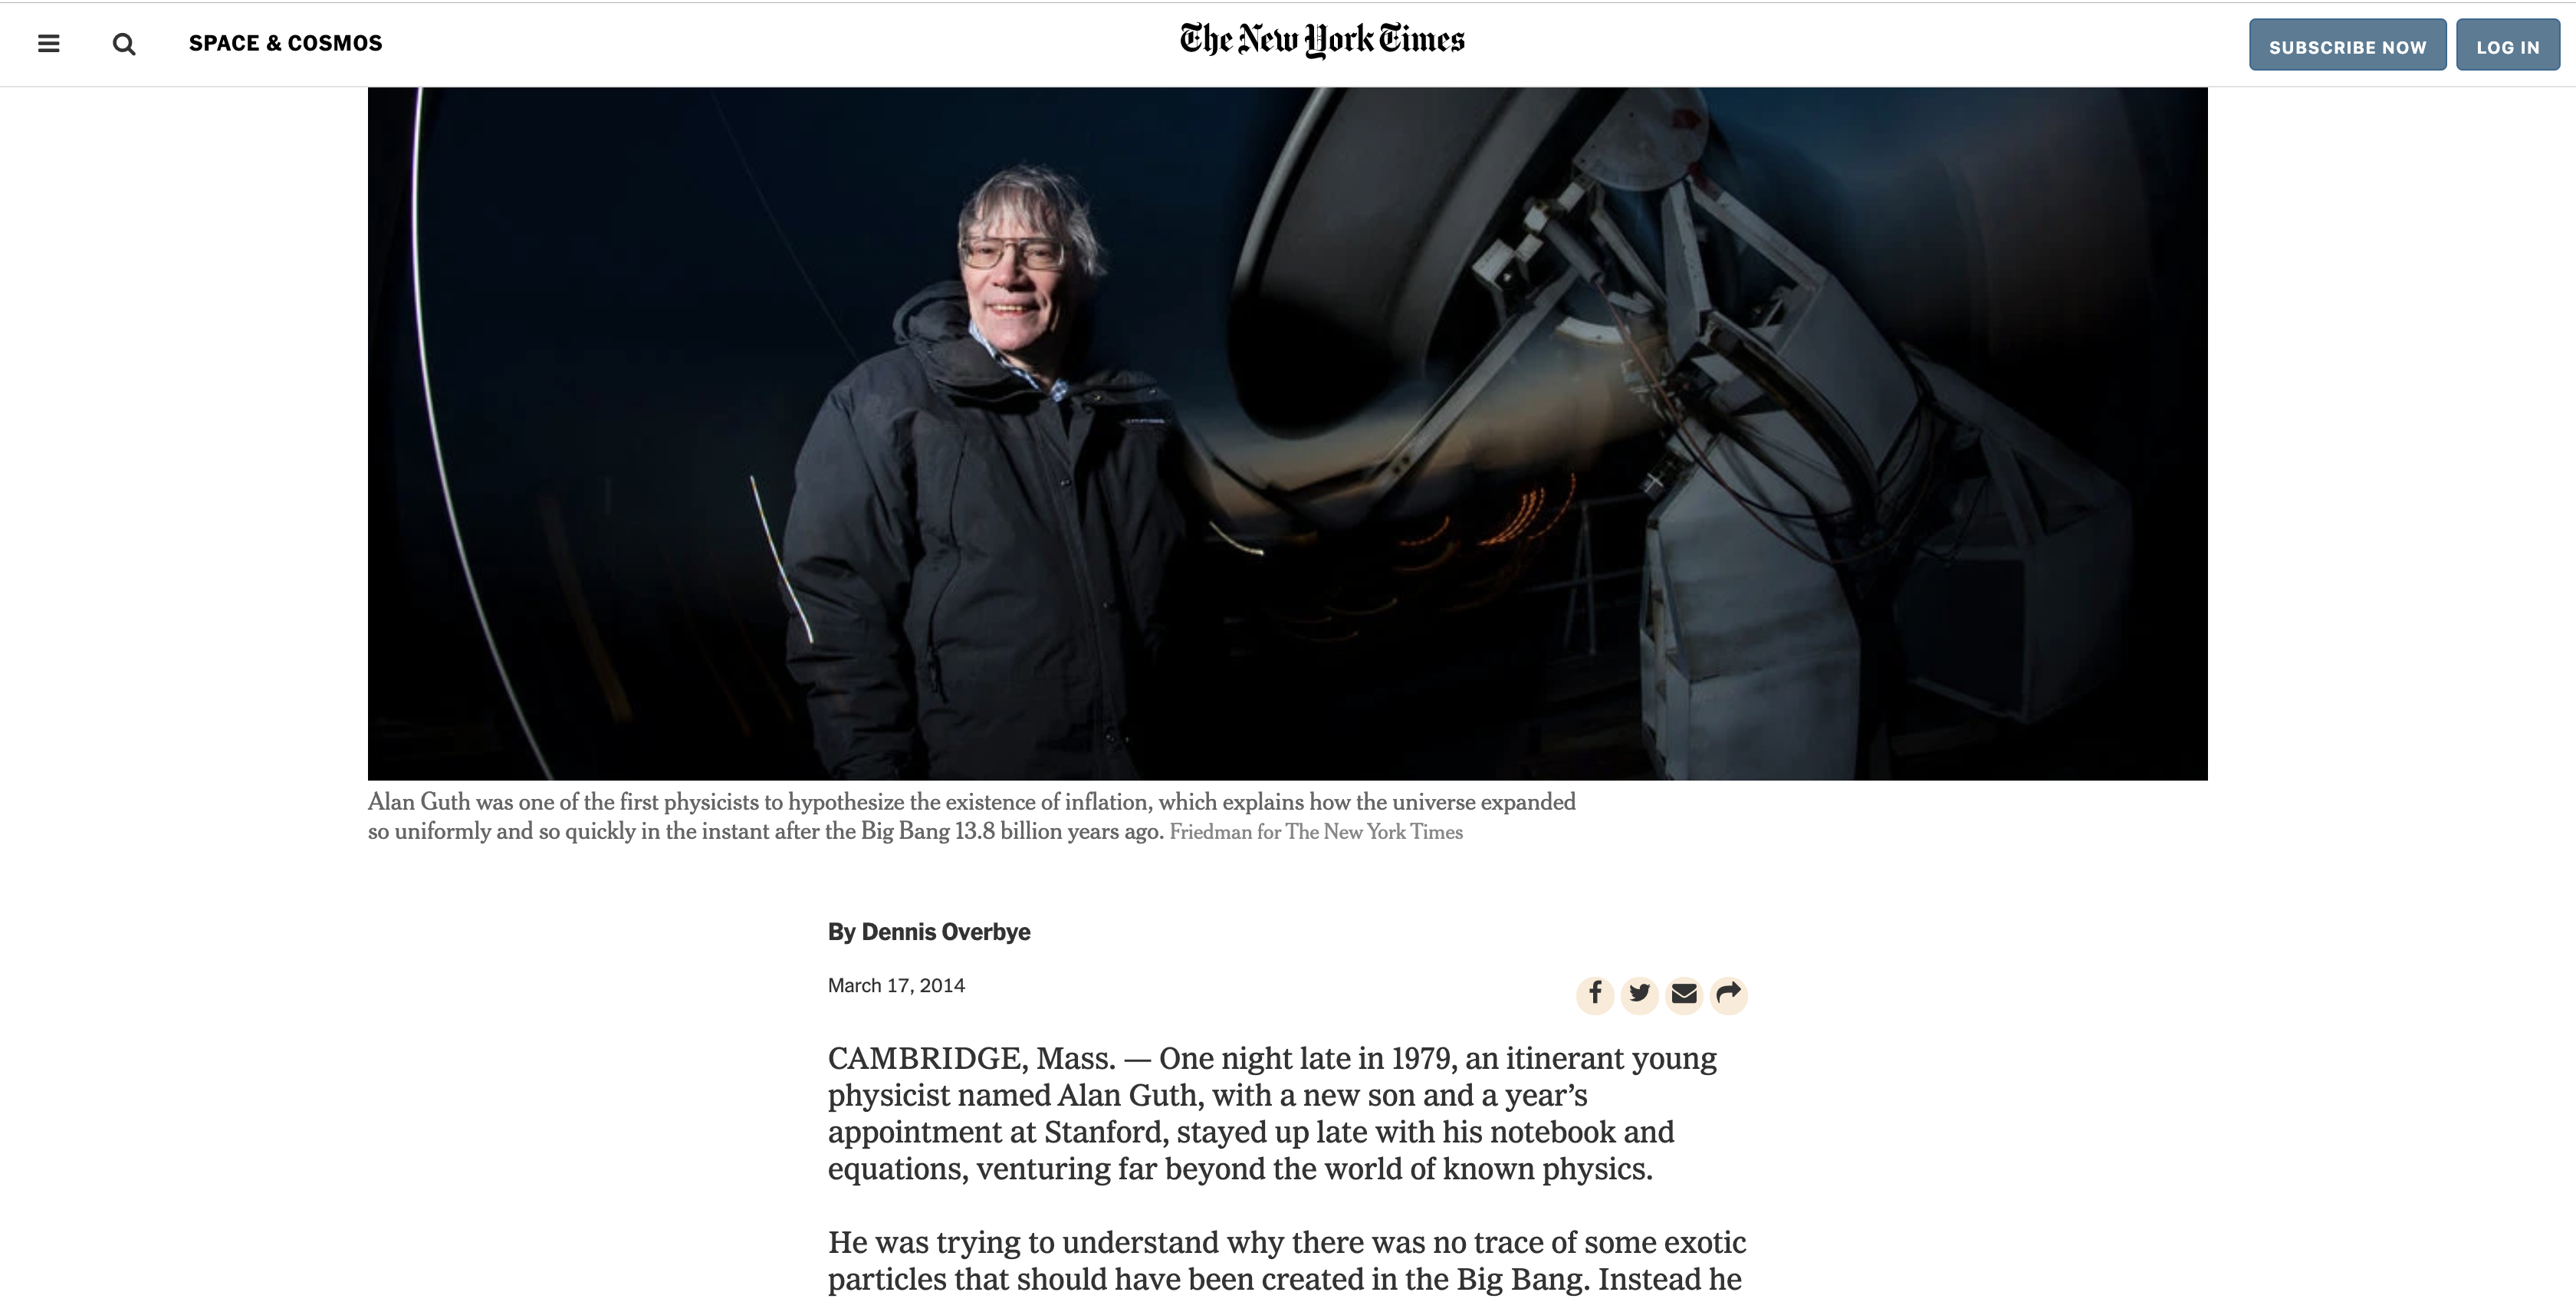 SPACE & COSMOS
The New York Times
SUBSCRIBE NOW
LOG IN
Alan Guth was one of the first physicists to hypothesize the existence of inflation, which explains how the universe expanded
so uniformly and so quickly in the instant after the Big Bang 13.8 billion years ago. Friedman for The New York Times
By Dennis Overbye
March 17, 2014
CAMBRIDGE, Mass. — One night late in 1979, an itinerant young
physicist named Alan Guth, with a new son and a year’s
appointment at Stanford, stayed up late with his notebook and
equations, venturing far beyond the world of known physics.
He was trying to understand why there was no trace of some exotic
particles that should have been created in the Big Bang. Instead he